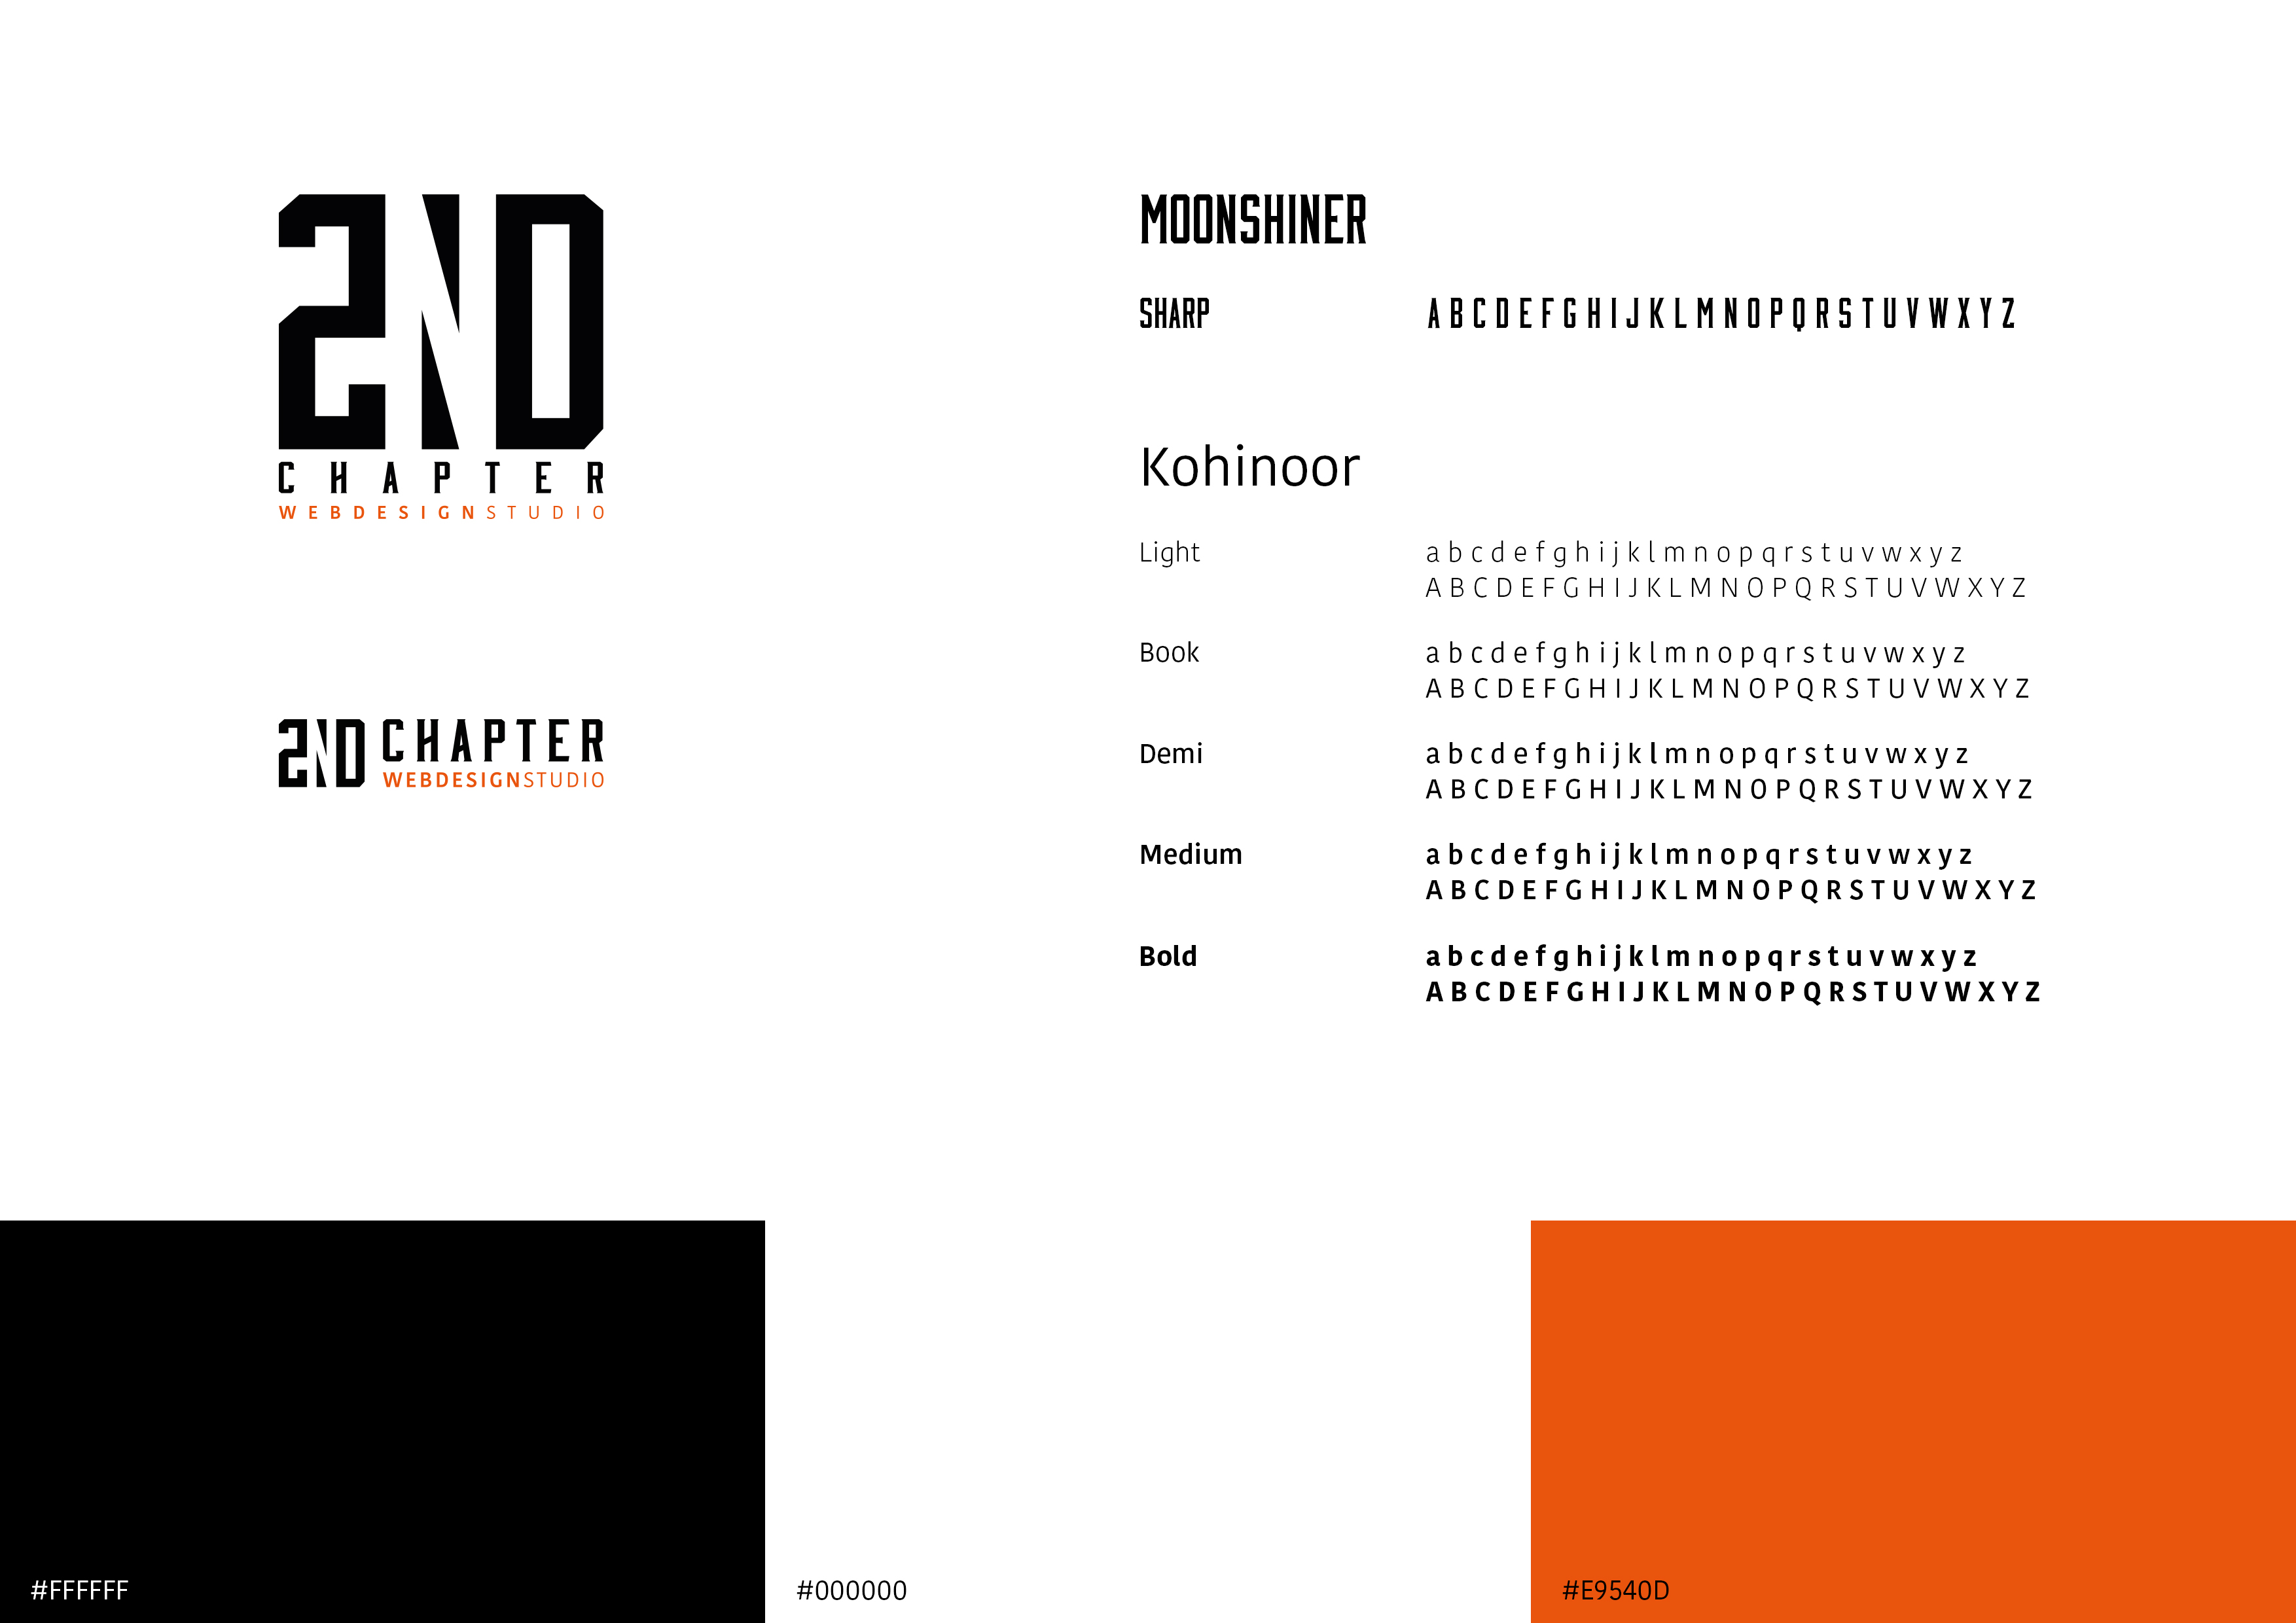 2ND
CHAPTER
WEBDESIGNSTUDIO
2ND CHAPTER
WEBDESIGNSTUDIO
MOONSHINER
SHARP A B C D E F G H I J K L M N O P Q R S T U V W X Y Z
Kohinoor
Light a b c d e f g h i j k l m n o p q r s t u v w x y z
A B C D E F G H I J K L M N O P Q R S T U V W X Y Z
Book a b c d e f g h i j k l m n o p q r s t u v w x y z
A B C D E F G H I J K L M N O P Q R S T U V W X Y Z
Demi a b c d e f g h i j k l m n o p q r s t u v w x y z
A B C D E F G H I J K L M N O P Q R S T U V W X Y Z
Medium a b c d e f g h i j k l m n o p q r s t u v w x y z
A B C D E F G H I J K L M N O P Q R S T U V W X Y Z
Bold a b c d e f g h i j k l m n o p q r s t u v w x y z
A B C D E F G H I J K L M N O P Q R S T U V W X Y Z
#FFFFFF
#000000
#E9540D